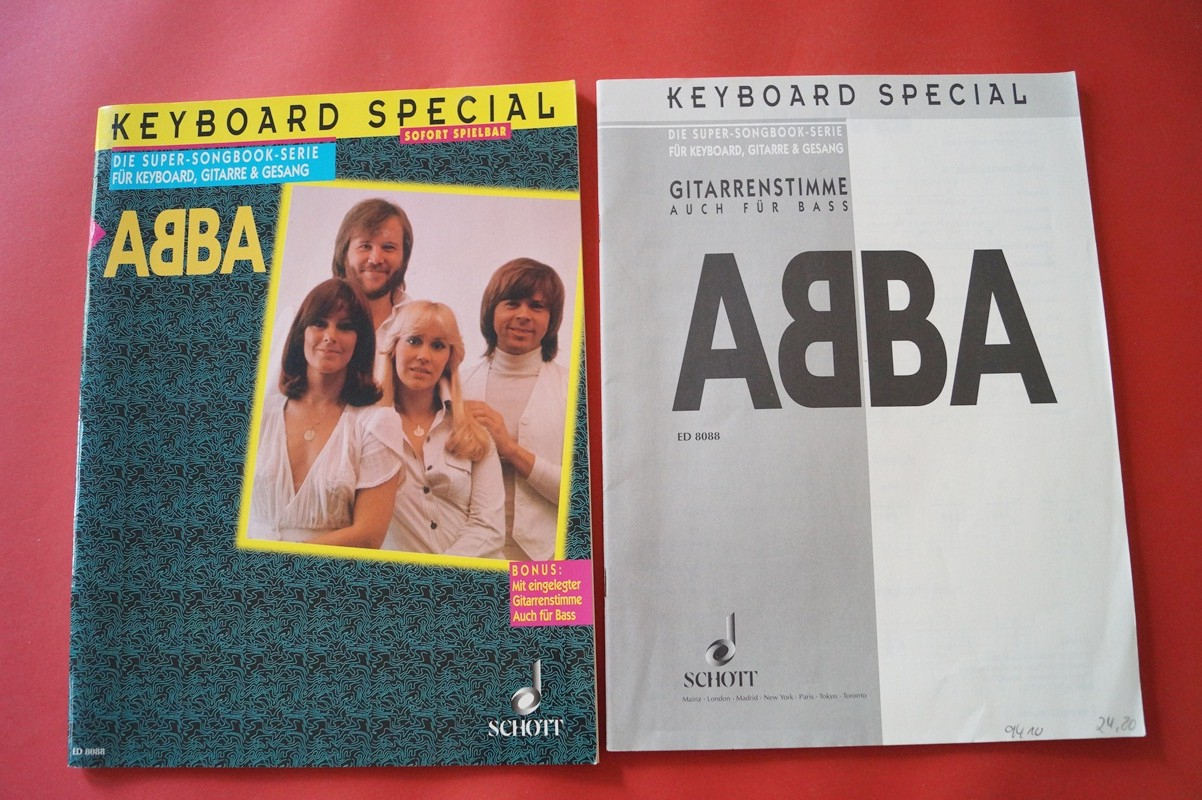 KEYBOARD SPECIAL
SOFORT SPIELBAR
DIE SUPER-SONGBOOK-SERIE
FÜR KEYBOARD, GITARRE & GESANG
ABBA
BONUS:
Mit eingelegter
Gitarrenstimme
Auch für Bass
SCHOTT
ED 8088
KEYBOARD SPECIAL
DIE SUPER-SONGBOOK-SERIE
FÜR KEYBOARD, GITARRE & GESANG
GITARRENSTIMME
AUCH FÜR BASS
ABBA
ED 8088
SCHOTT
Mainz · London · Madrid · New York · Paris · Tokyo · Toronto
9410
24,80